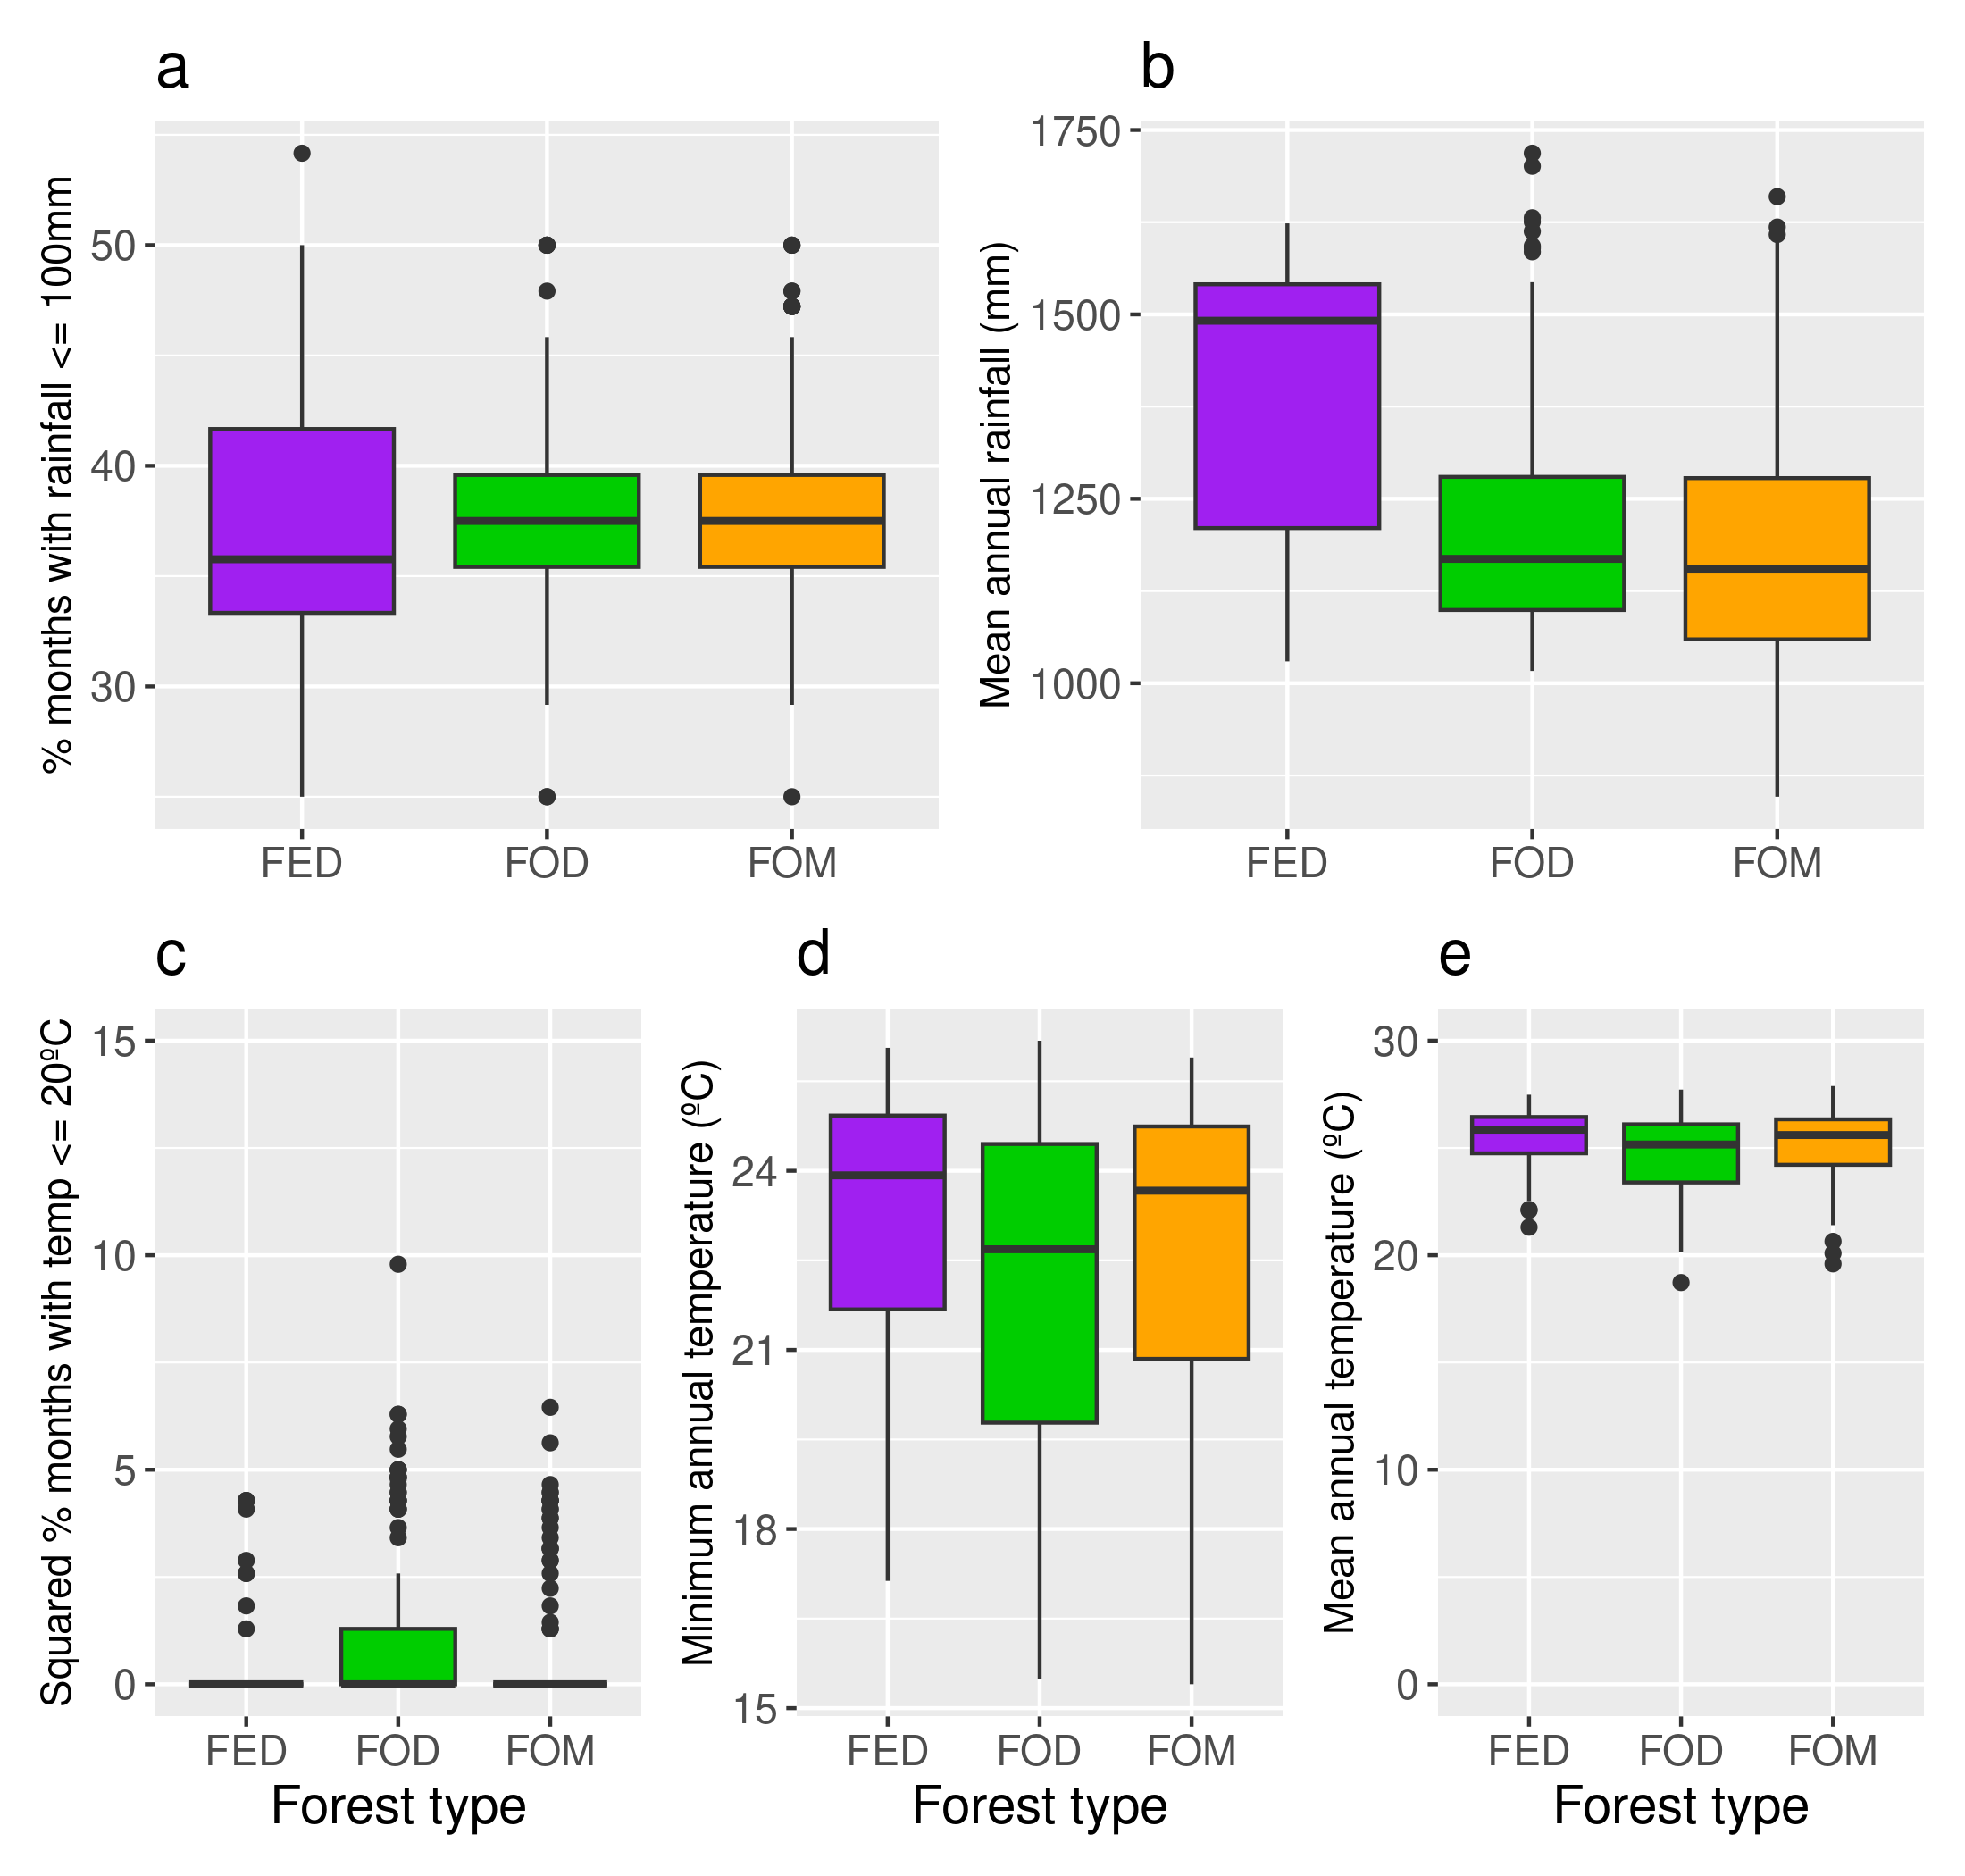 a
% months with rainfall <= 100mm
50
40
30
FED FOD FOM
b
Mean annual rainfall (mm)
1750
1500
1250
1000
FED FOD FOM
c
Squared % months with temp <= 20ºC
15
10
5
0
FED FOD FOM
Forest type
d
Minimum annual temperature (ºC)
24
21
18
15
FED FOD FOM
Forest type
e
Mean annual temperature (ºC)
30
20
10
0
FED FOD FOM
Forest type